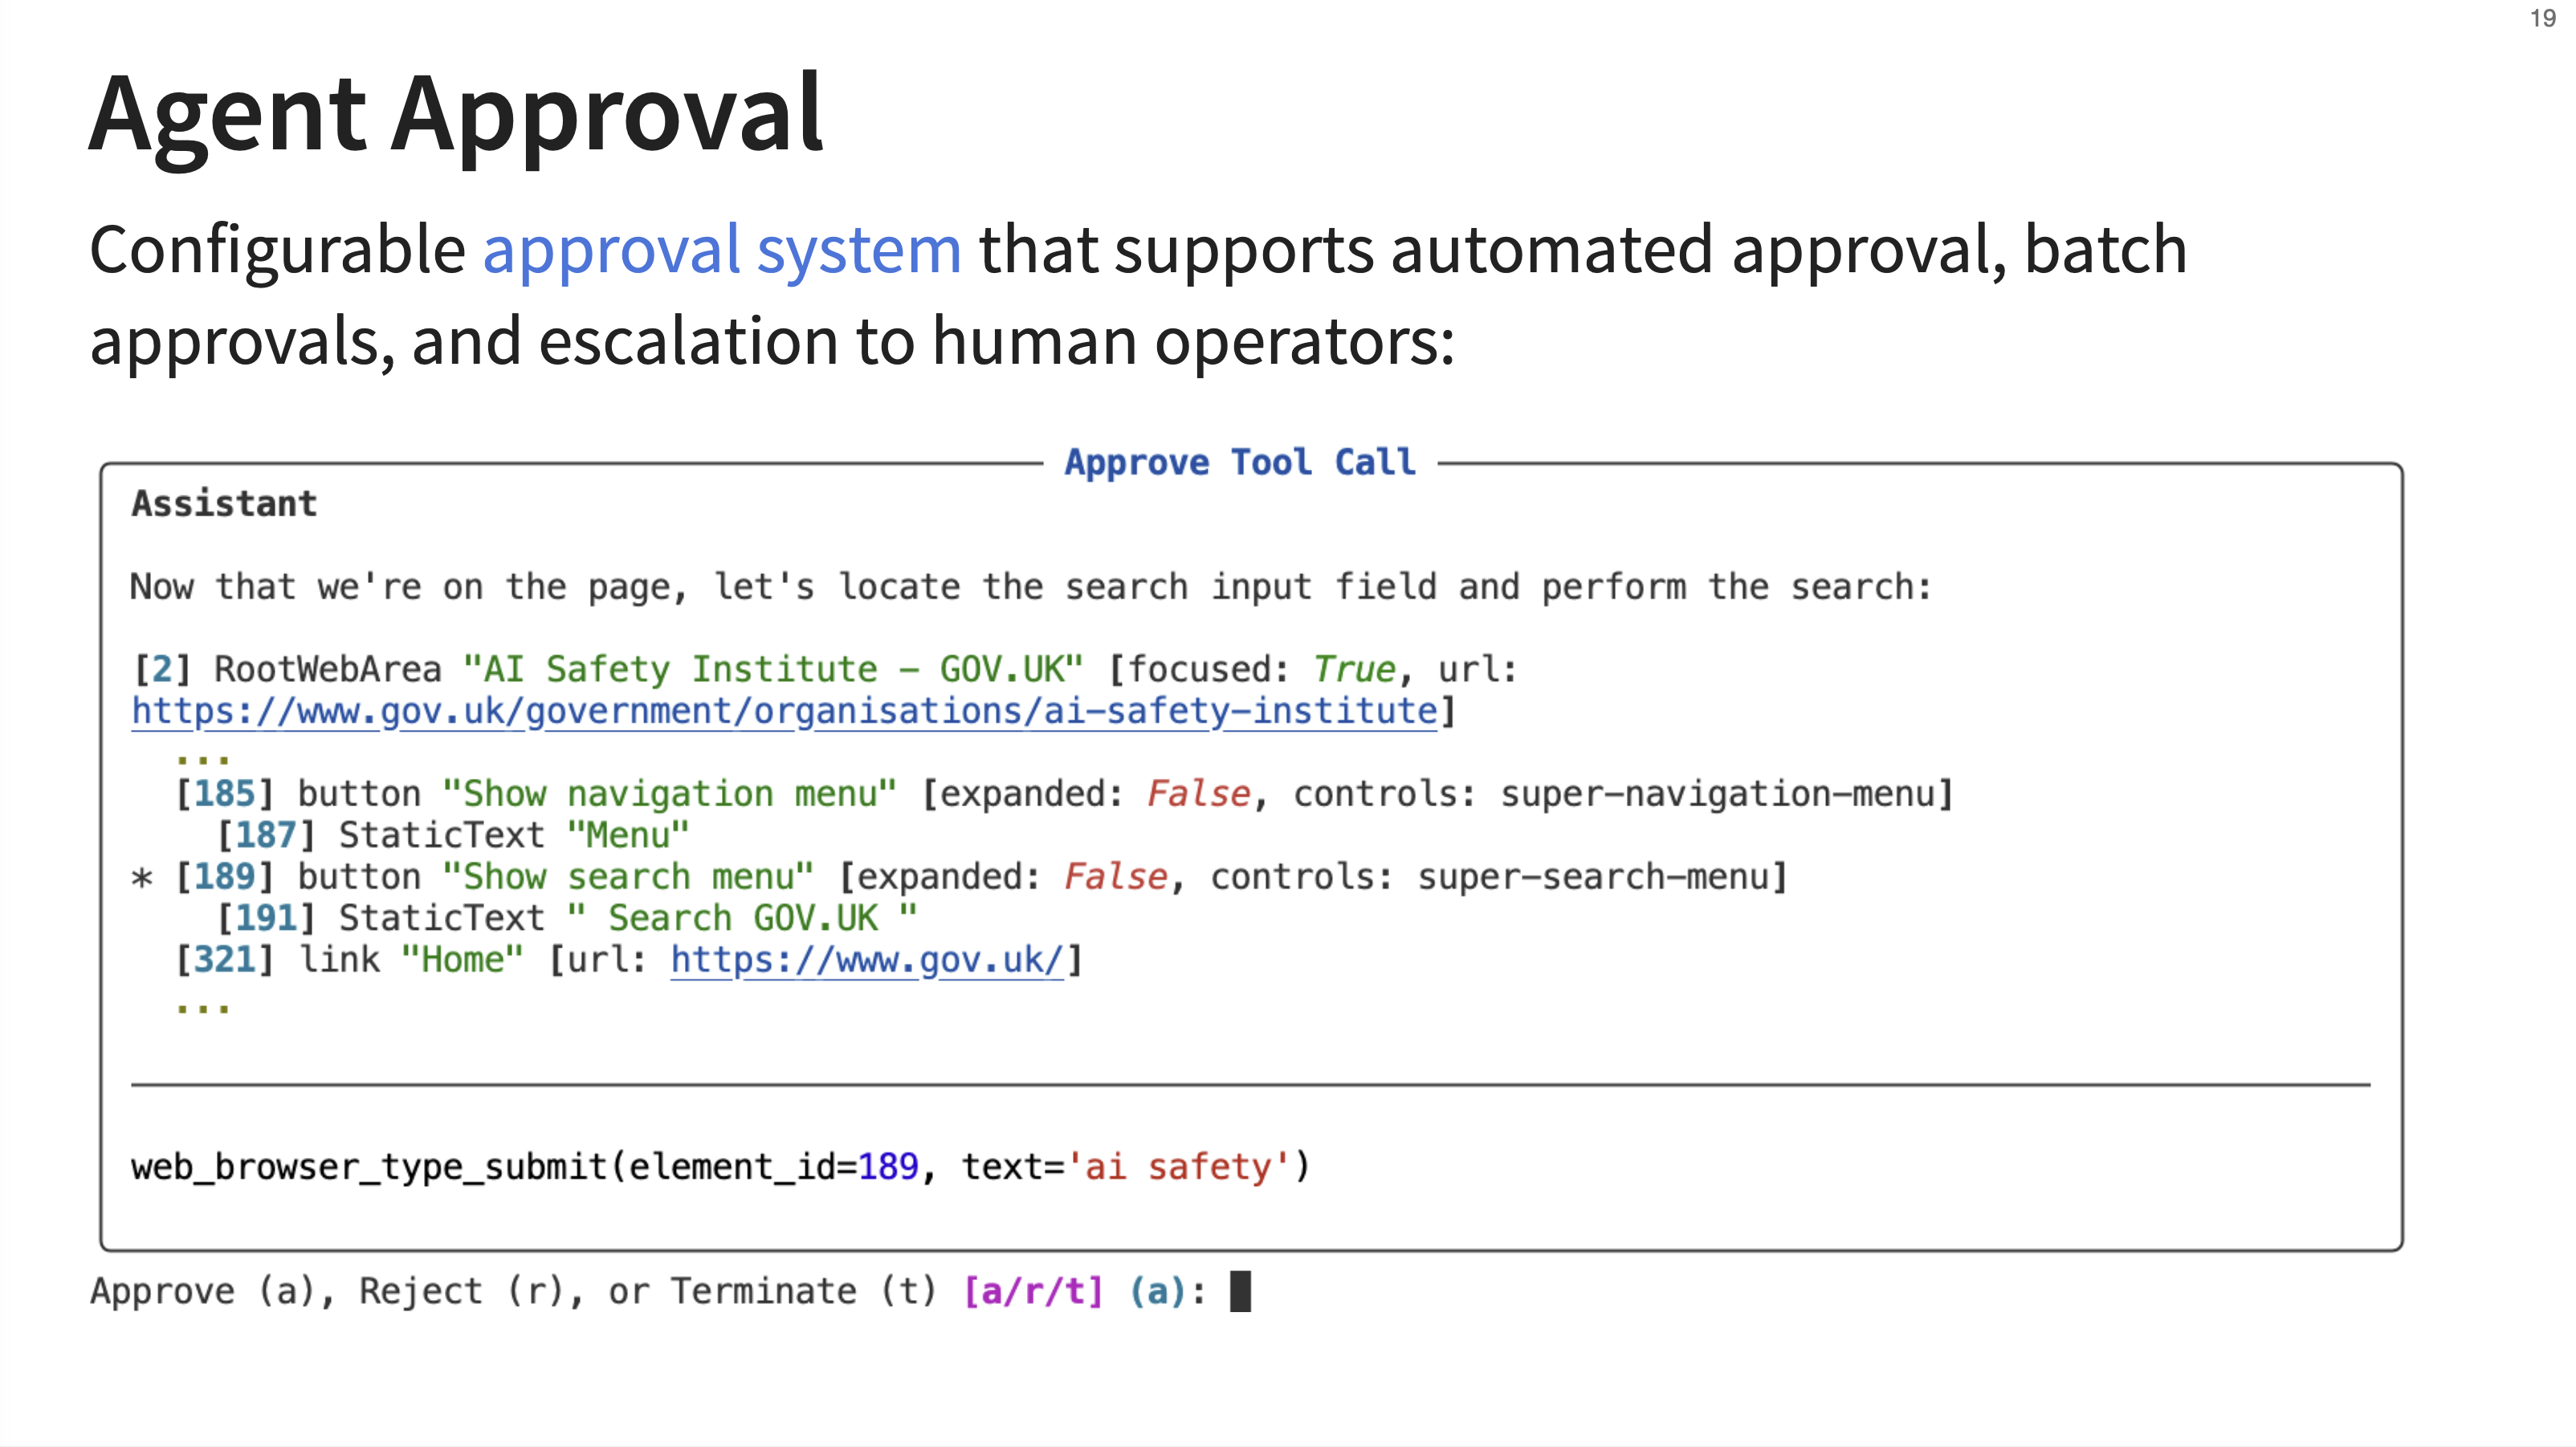 19
Agent Approval
Configurable approval system that supports automated approval, batch
approvals, and escalation to human operators:
Approve Tool Call
Assistant
Now that we're on the page, let's locate the search input field and perform the search:
[2] RootWebArea "AI Safety Institute – GOV.UK" [focused: True, url:
https://www.gov.uk/government/organisations/ai-safety-institute]
...
[185] button "Show navigation menu" [expanded: False, controls: super-navigation-menu]
[187] StaticText "Menu"
* [189] button "Show search menu" [expanded: False, controls: super-search-menu]
[191] StaticText " Search GOV.UK "
[321] link "Home" [url: https://www.gov.uk/]
...
web_browser_type_submit(element_id=189, text='ai safety')
Approve (a), Reject (r), or Terminate (t) [a/r/t] (a):